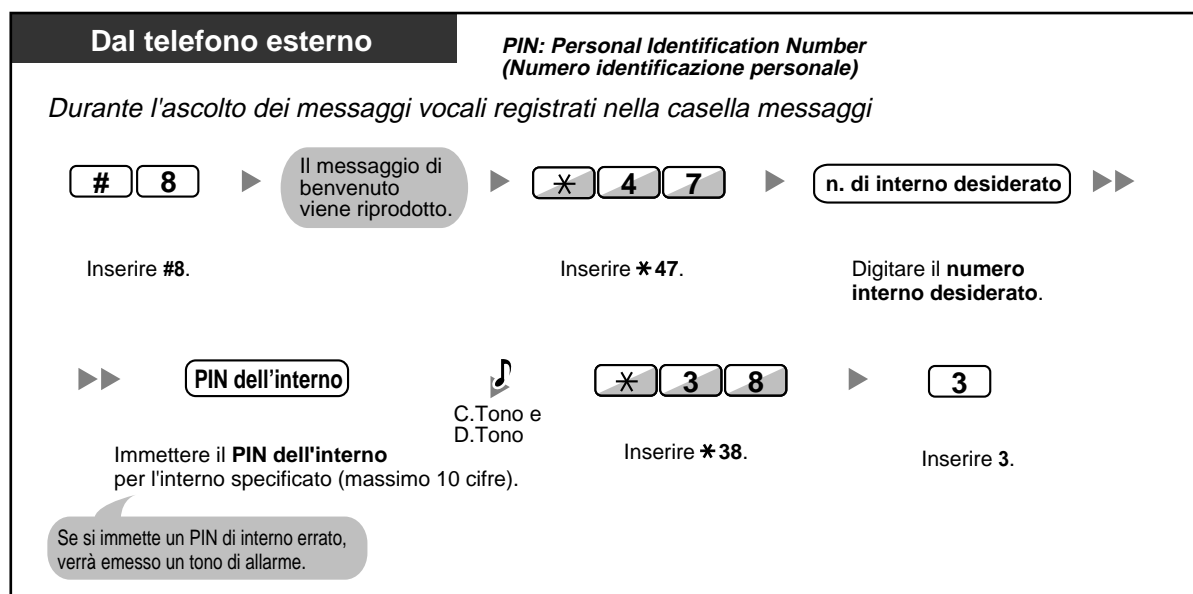 Dal telefono esterno
PIN: Personal Identification Number
(Numero identificazione personale)
Durante l'ascolto dei messaggi vocali registrati nella casella messaggi
# 8
Il messaggio di
benvenuto
viene riprodotto.
* 4 7
n. di interno desiderato
Inserire #8.
Inserire *47.
Digitare il numero
interno desiderato.
PIN dell'interno
C.Tono e
D.Tono
* 3 8
3
Immettere il PIN dell'interno
per l'interno specificato (massimo 10 cifre).
Inserire *38.
Inserire 3.
Se si immette un PIN di interno errato,
verrà emesso un tono di allarme.